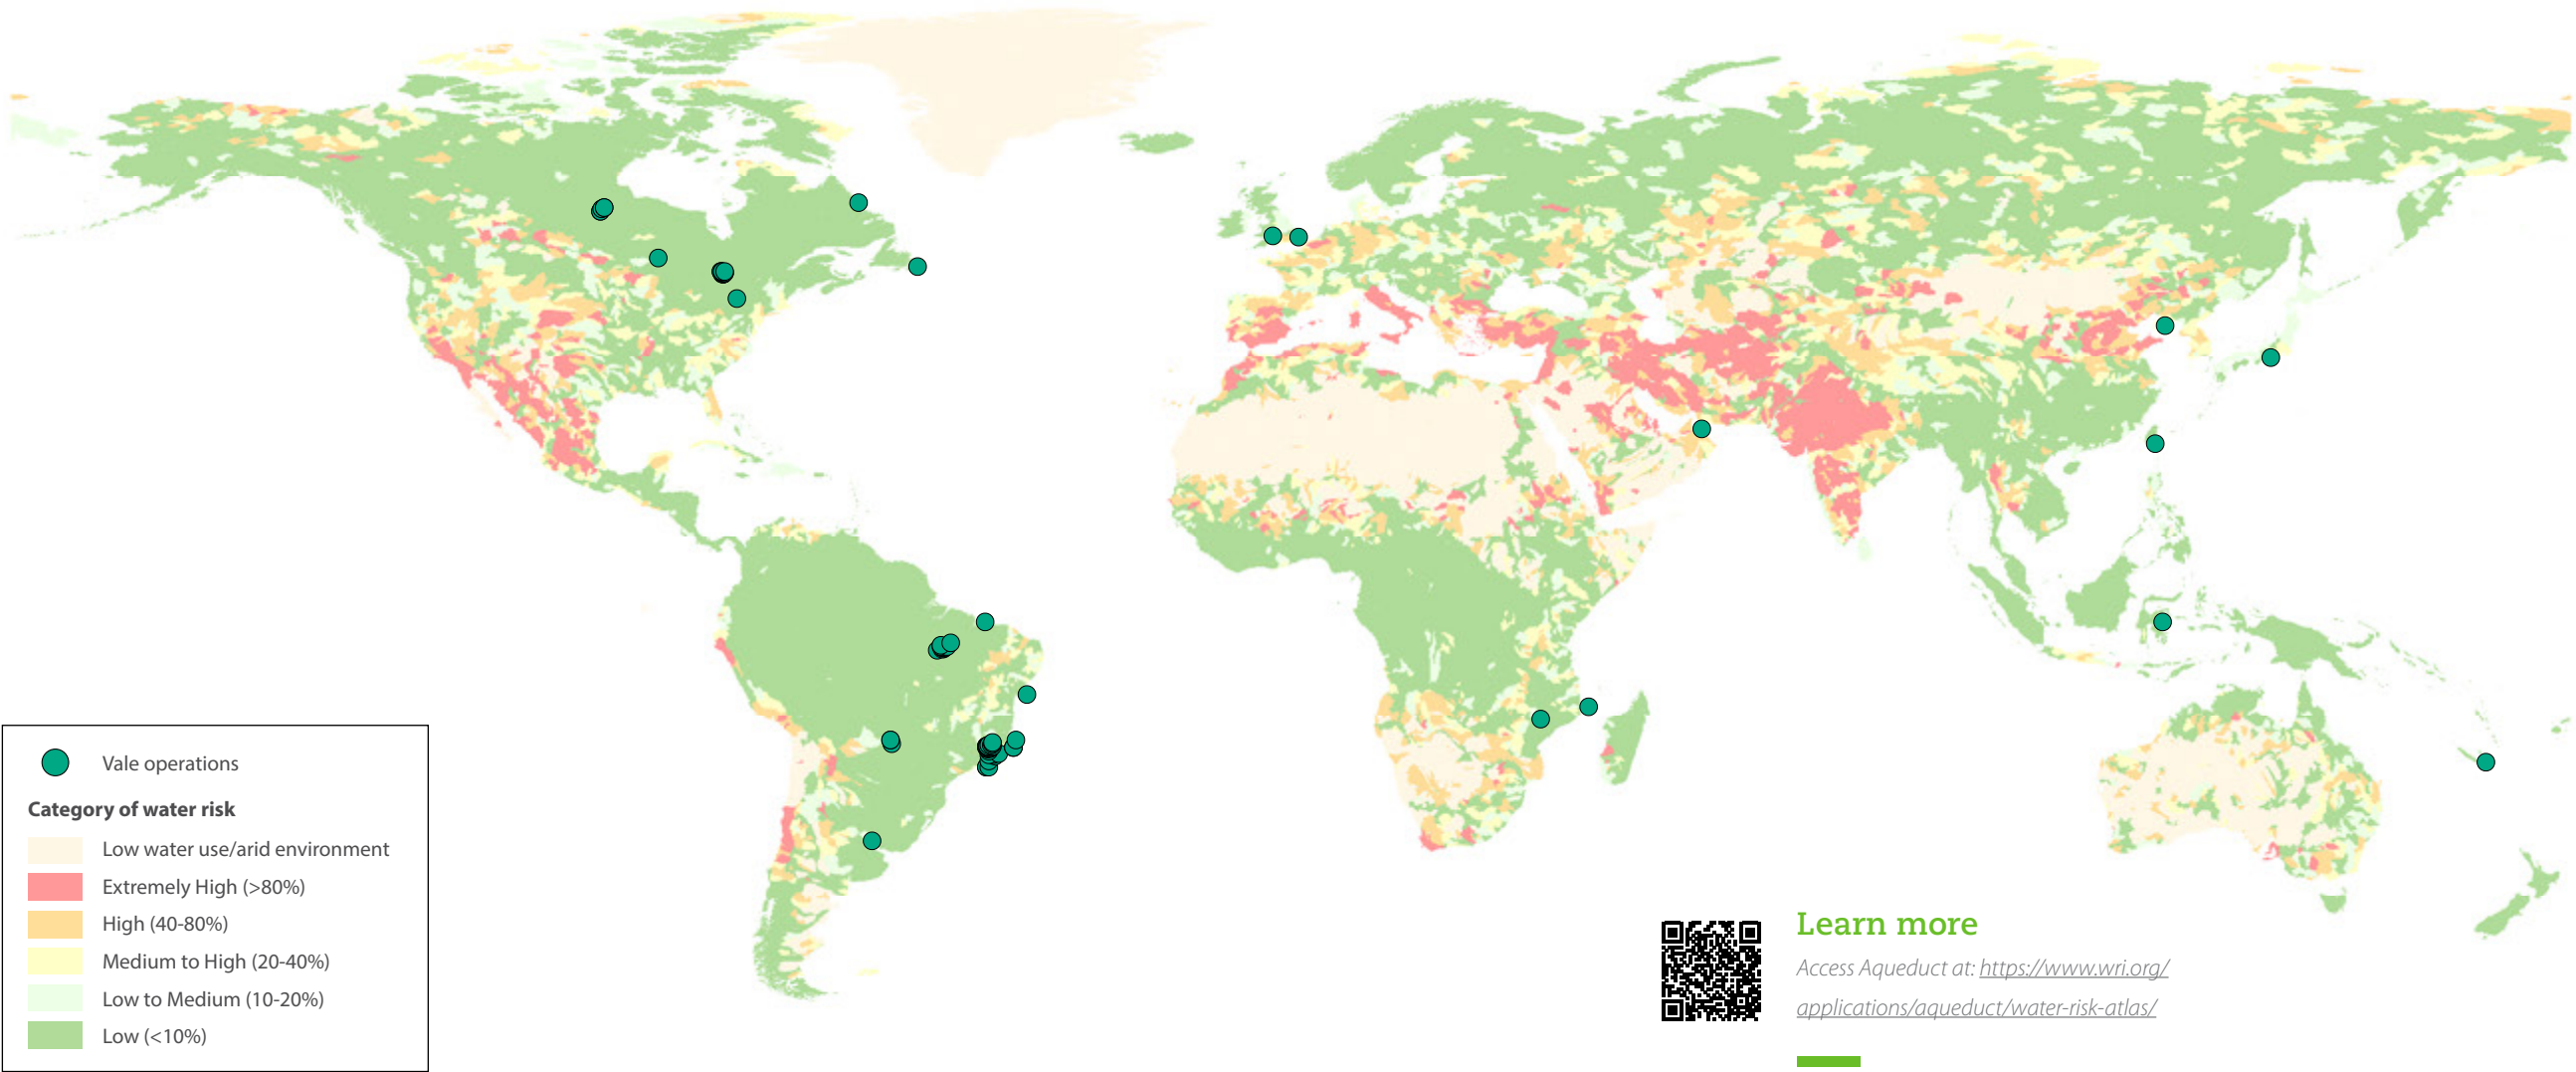 Vale operations
Category of water risk
Low water use/arid environment
Extremely High (>80%)
High (40-80%)
Medium to High (20-40%)
Low to Medium (10-20%)
Low (<10%)
Learn more
Access Aqueduct at: https://www.wri.org/
applications/aqueduct/water-risk-atlas/